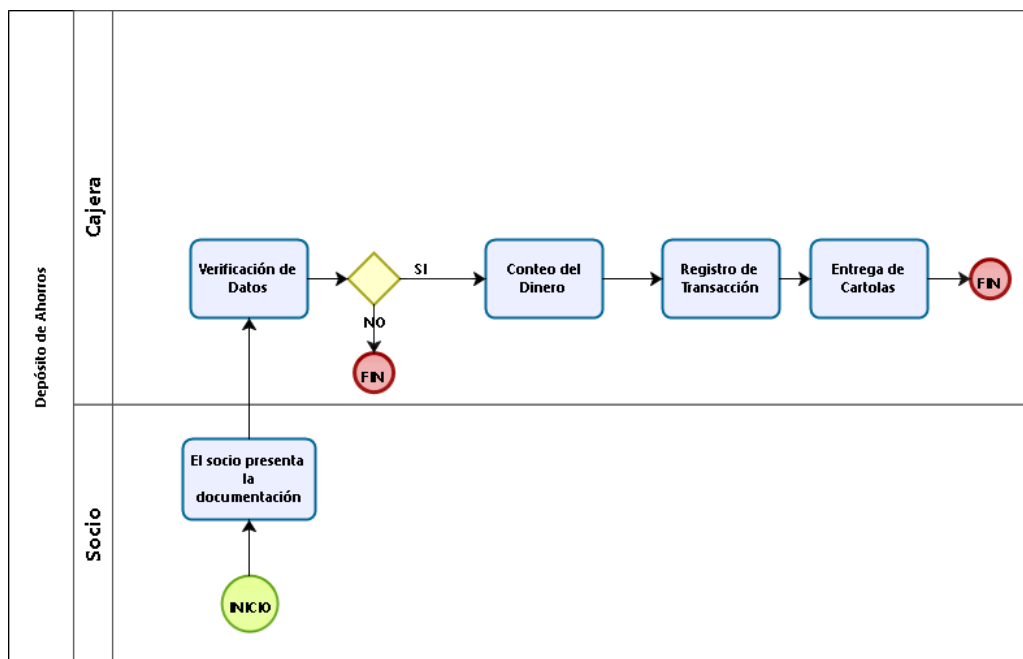 Depósito de Ahorros
Cajera
Verificación de
Datos
SI
NO
FIN
Conteo del
Dinero
Registro de
Transacción
Entrega de
Cartolas
FIN
Socio
El socio presenta
la
documentación
INICIO